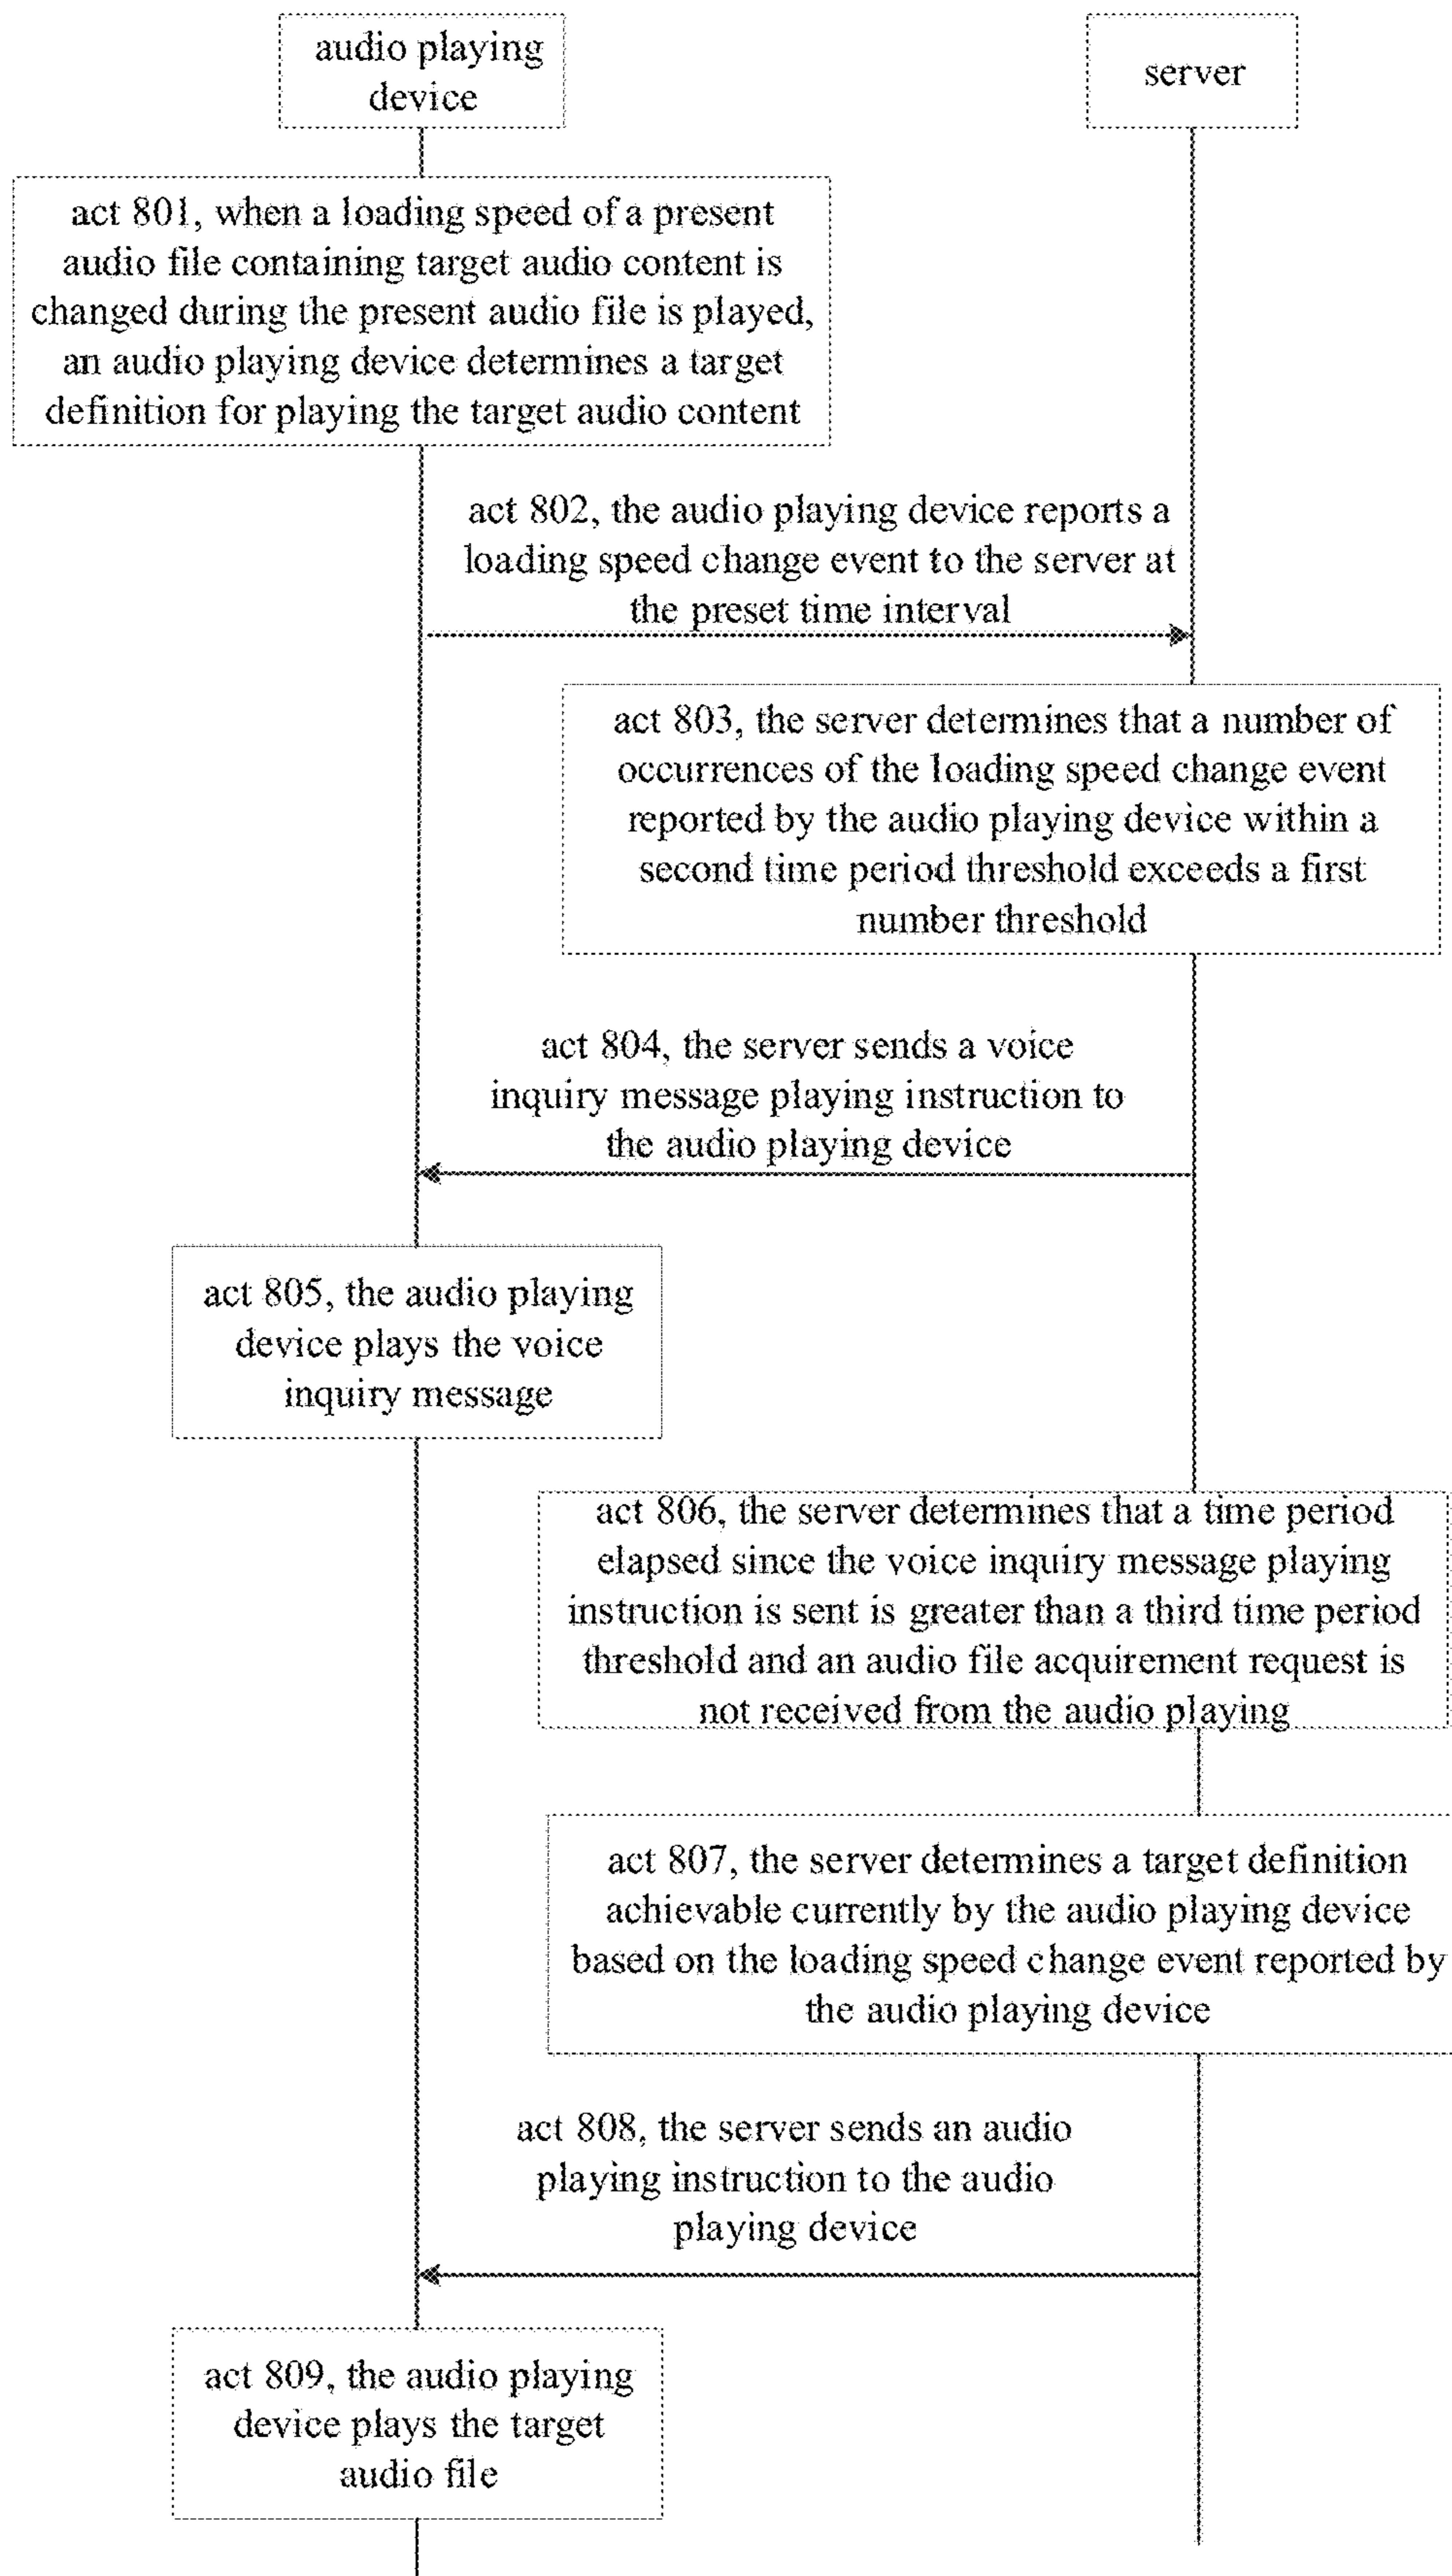 audio playing
device
server
act 801, when a loading speed of a present
audio file containing target audio content is
changed during the present audio file is played,
an audio playing device determines a target
definition for playing the target audio content
act 802, the audio playing device reports a
loading speed change event to the server at
the preset time interval
act 803, the server determines that a number of
occurrences of the loading speed change event
reported by the audio playing device within a
second time period threshold exceeds a first
number threshold
act 804, the server sends a voice
inquiry message playing instruction to
the audio playing device
act 805, the audio playing
device plays the voice
inquiry message
act 806, the server determines that a time period
elapsed since the voice inquiry message playing
instruction is sent is greater than a third time period
threshold and an audio file acquirement request is
not received from the audio playing
act 807, the server determines a target definition
achievable currently by the audio playing device
based on the loading speed change event reported by
the audio playing device
act 808, the server sends an audio
playing instruction to the audio
playing device
act 809, the audio playing
device plays the target
audio file